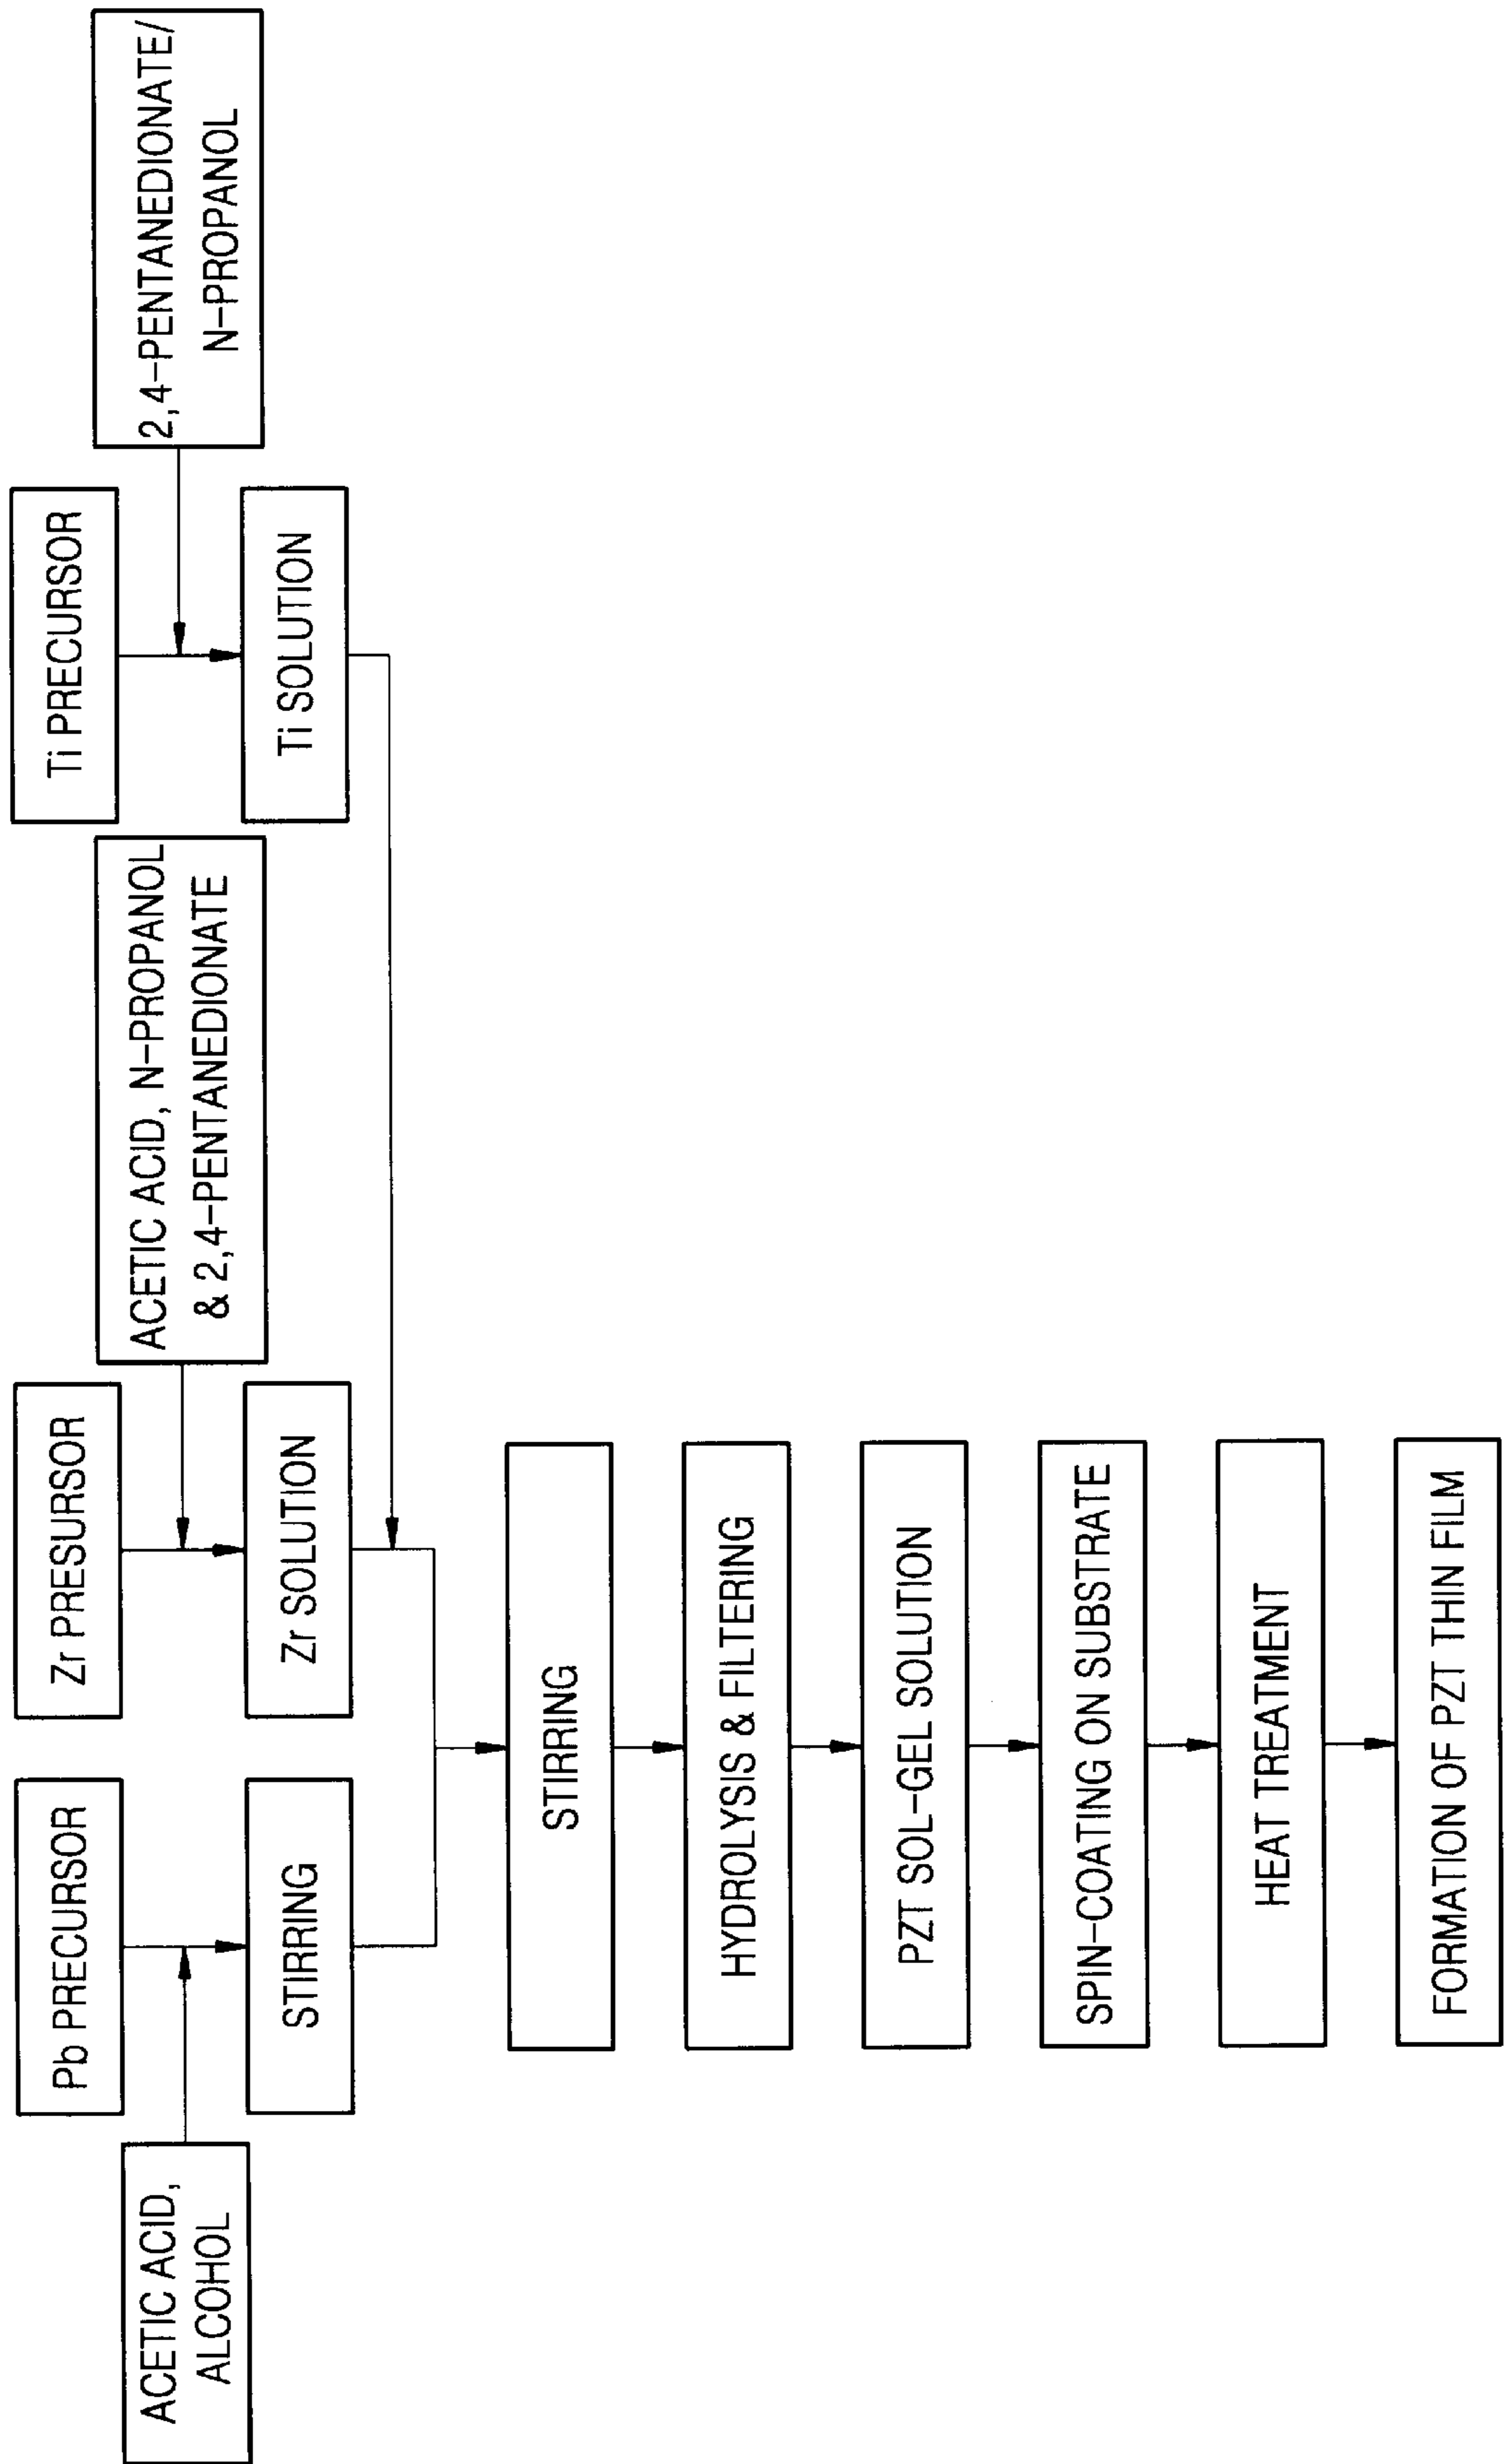 Pb PRECURSOR
Zr PRESURSOR
Ti PRECURSOR
ACETIC ACID,
ALCOHOL
ACETIC ACID, N-PROPANOL
& 2,4-PENTANEDIONATE
2,4-PENTANEDIONATE/
N-PROPANOL
STIRRING
Zr SOLUTION
Ti SOLUTION
STIRRING
HYDROLYSIS & FILTERING
PZT SOL-GEL SOLUTION
SPIN-COATING ON SUBSTRATE
HEAT TREATMENT
FORMATION OF PZT THIN FILM